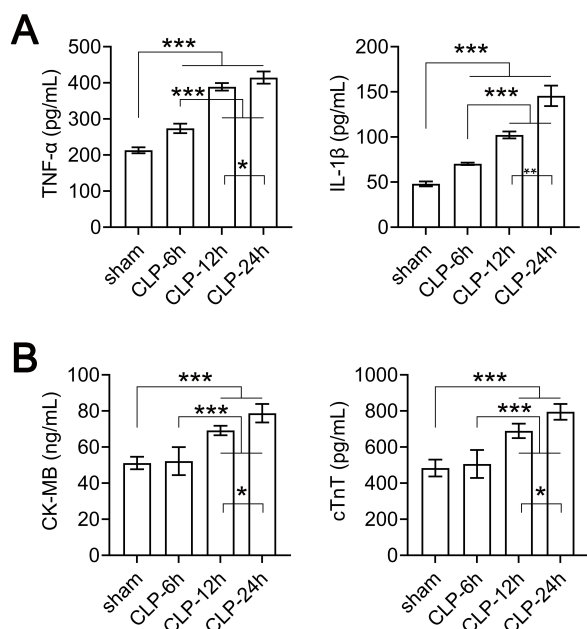 A
TNF-α (pg/mL)
500
400
300
200
100
0
***
***
*
sham
CLP-6h
CLP-12h
CLP-24h
IL-1β (pg/mL)
200
150
100
50
0
***
***
**
sham
CLP-6h
CLP-12h
CLP-24h
B
CK-MB (ng/mL)
100
80
60
40
20
0
***
***
*
sham
CLP-6h
CLP-12h
CLP-24h
cTnT (pg/mL)
1000
800
600
400
200
0
***
***
*
sham
CLP-6h
CLP-12h
CLP-24h